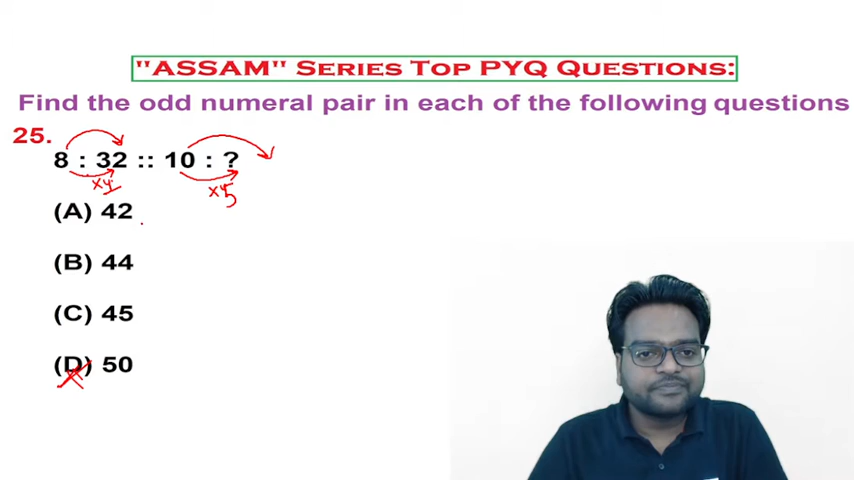 "ASSAM" SERIES TOP PYQ QUESTIONS:
Find the odd numeral pair in each of the following questions
25.
8 : 32 :: 10 : ?
×4
×5
(A) 42
(B) 44
(C) 45
(D) 50